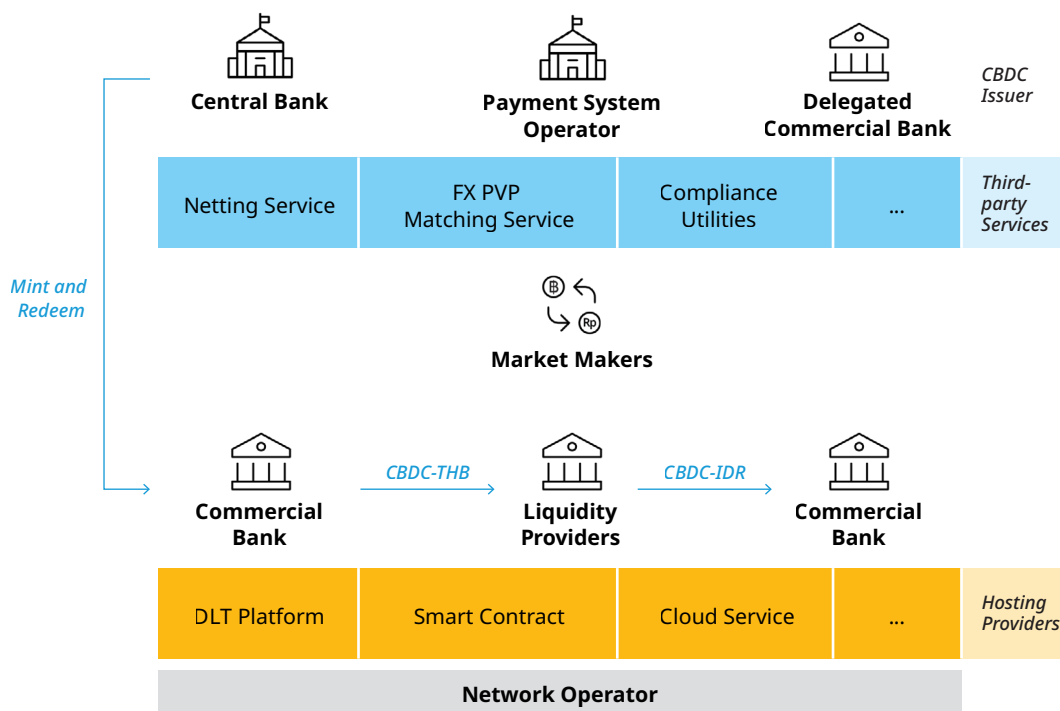 Central Bank
Payment System
Operator
Delegated
Commercial Bank
CBDC
Issuer
Netting Service
FX PVP
Matching Service
Compliance
Utilities
...
Third-
party
Services
Mint and
Redeem
฿
Rp
Market Makers
Commercial
Bank
CBDC-THB
Liquidity
Providers
CBDC-IDR
Commercial
Bank
DLT Platform
Smart Contract
Cloud Service
...
Hosting
Providers
Network Operator